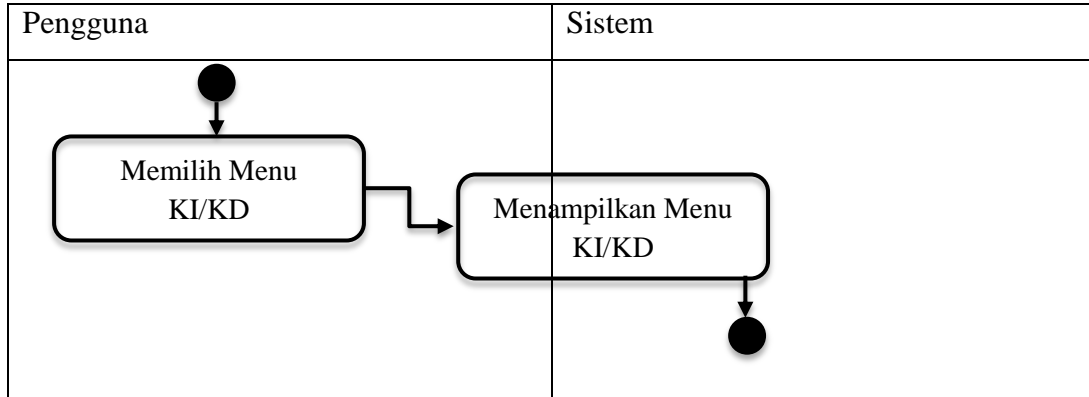 Pengguna
Sistem
Memilih Menu
KI/KD
Menampilkan Menu
KI/KD